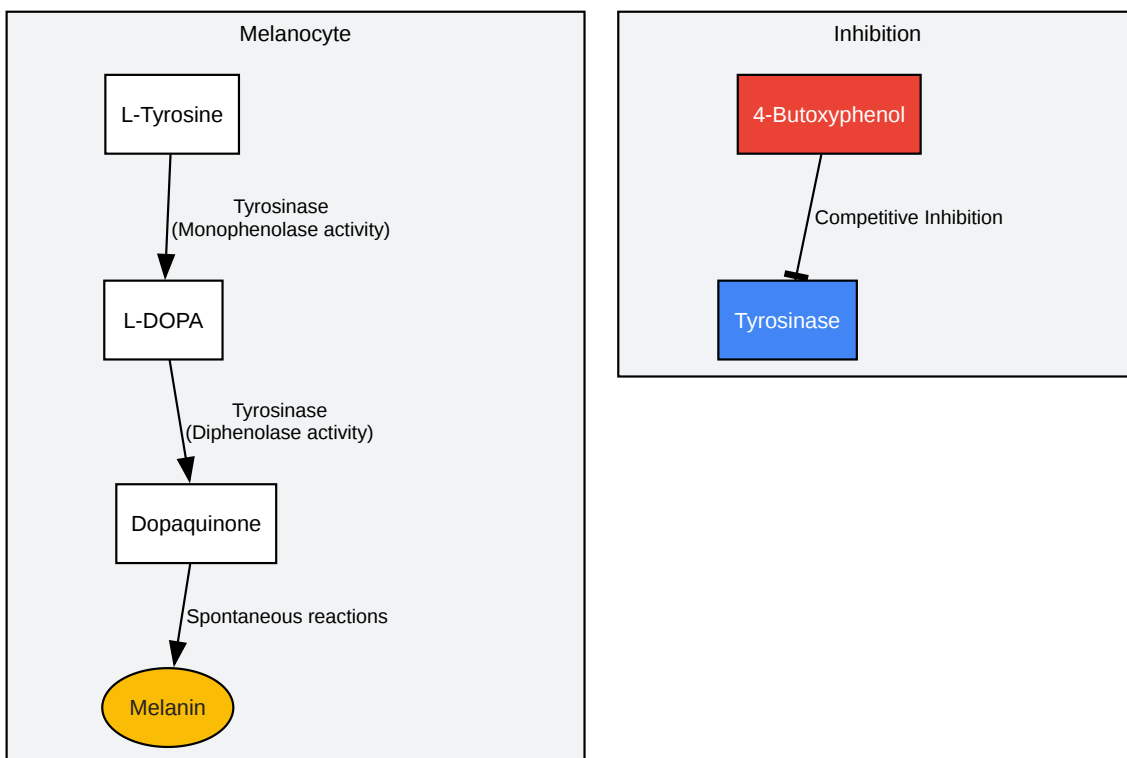 Melanocyte
L-Tyrosine
Tyrosinase
(Monophenolase activity)
L-DOPA
Tyrosinase
(Diphenolase activity)
Dopaquinone
Spontaneous reactions
Melanin
Inhibition
4-Butoxyphenol
Competitive Inhibition
Tyrosinase